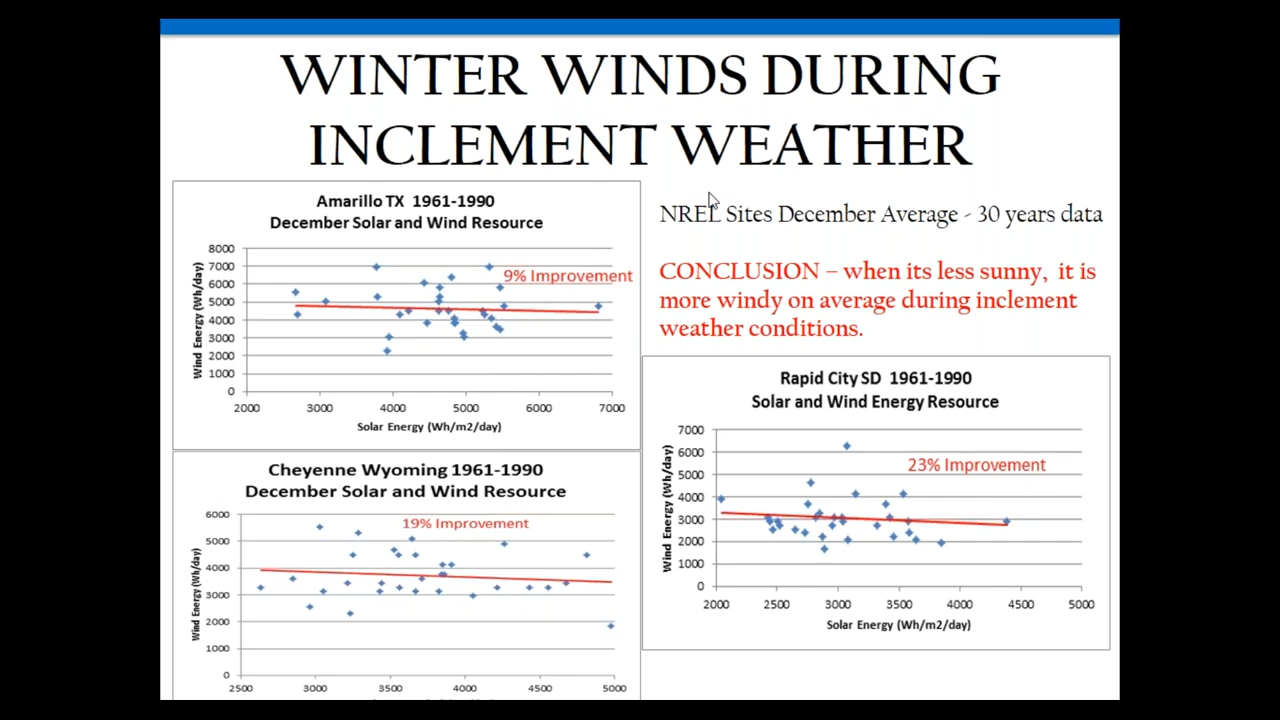 WINTER WINDS DURING
INCLEMENT WEATHER
Amarillo TX 1961-1990
December Solar and Wind Resource
Wind Energy (Wh/day)
8000
7000
6000
5000
4000
3000
2000
1000
0
9% Improvement
2000 3000 4000 5000 6000 7000
Solar Energy (Wh/m2/day)
NREL Sites December Average - 30 years data
CONCLUSION – when its less sunny, it is
more windy on average during inclement
weather conditions.
Cheyenne Wyoming 1961-1990
December Solar and Wind Resource
Wind Energy (Wh/day)
6000
5000
4000
3000
2000
1000
0
19% Improvement
2500 3000 3500 4000 4500 5000
Rapid City SD 1961-1990
Solar and Wind Energy Resource
Wind Energy (Wh/day)
7000
6000
5000
4000
3000
2000
1000
0
23% Improvement
2000 2500 3000 3500 4000 4500 5000
Solar Energy (Wh/m2/day)